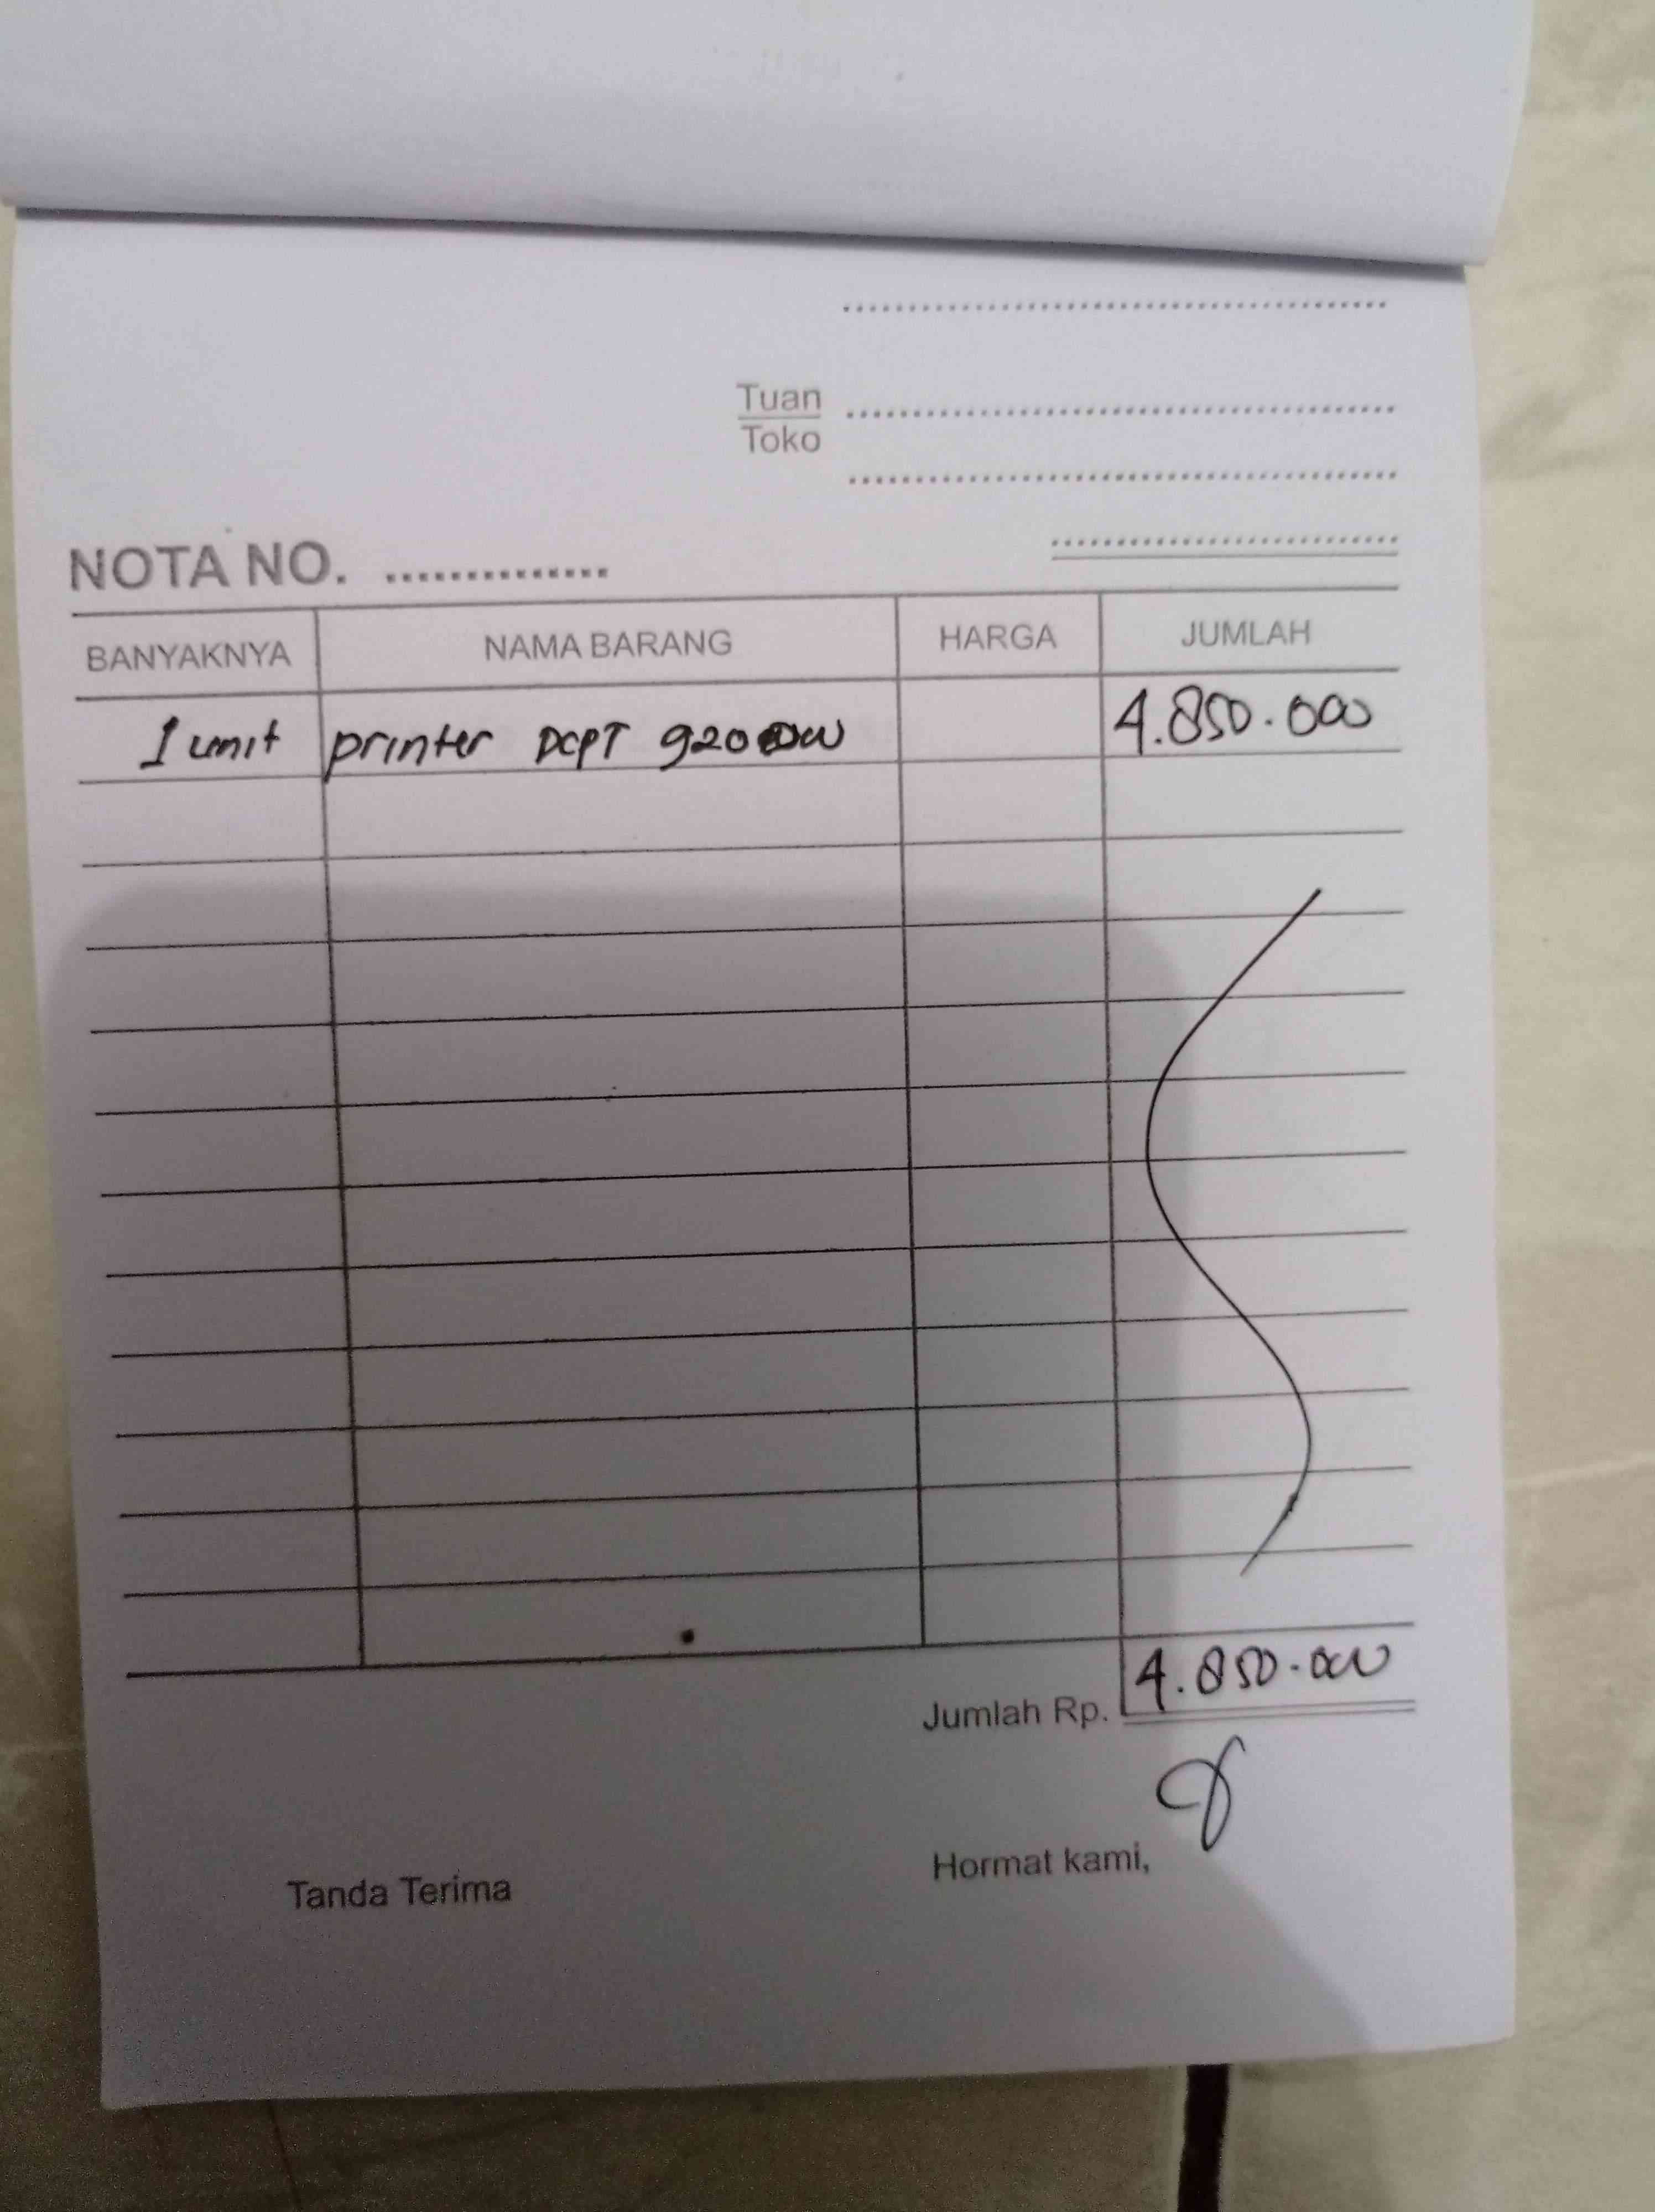 Tuan
Toko
NOTA NO. ..............
BANYAKNYA NAMA BARANG HARGA JUMLAH
1 unit printer DCPT 920DW 4.850.000
Jumlah Rp. 4.850.000
Hormat kami,
Tanda Terima